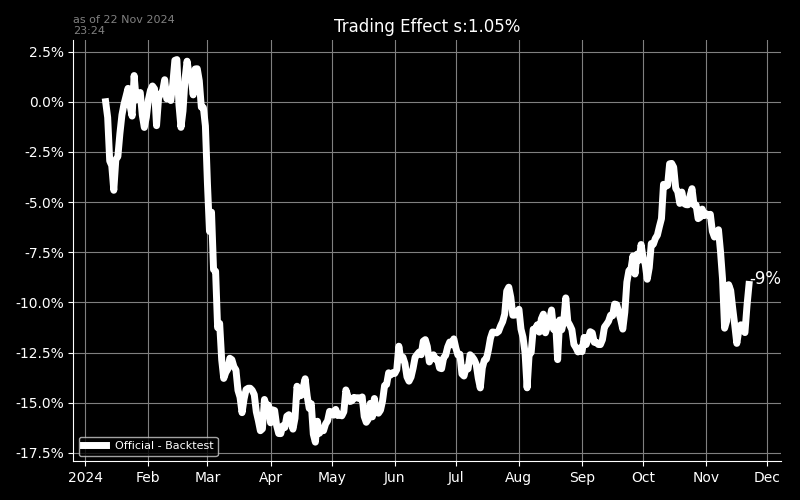 as of 22 Nov 2024
23:24
Trading Effect s:1.05%
2.5%
0.0%
-2.5%
-5.0%
-7.5%
-10.0%
-12.5%
-15.0%
-17.5%
-9%
Official - Backtest
2024 Feb Mar Apr May Jun Jul Aug Sep Oct Nov Dec